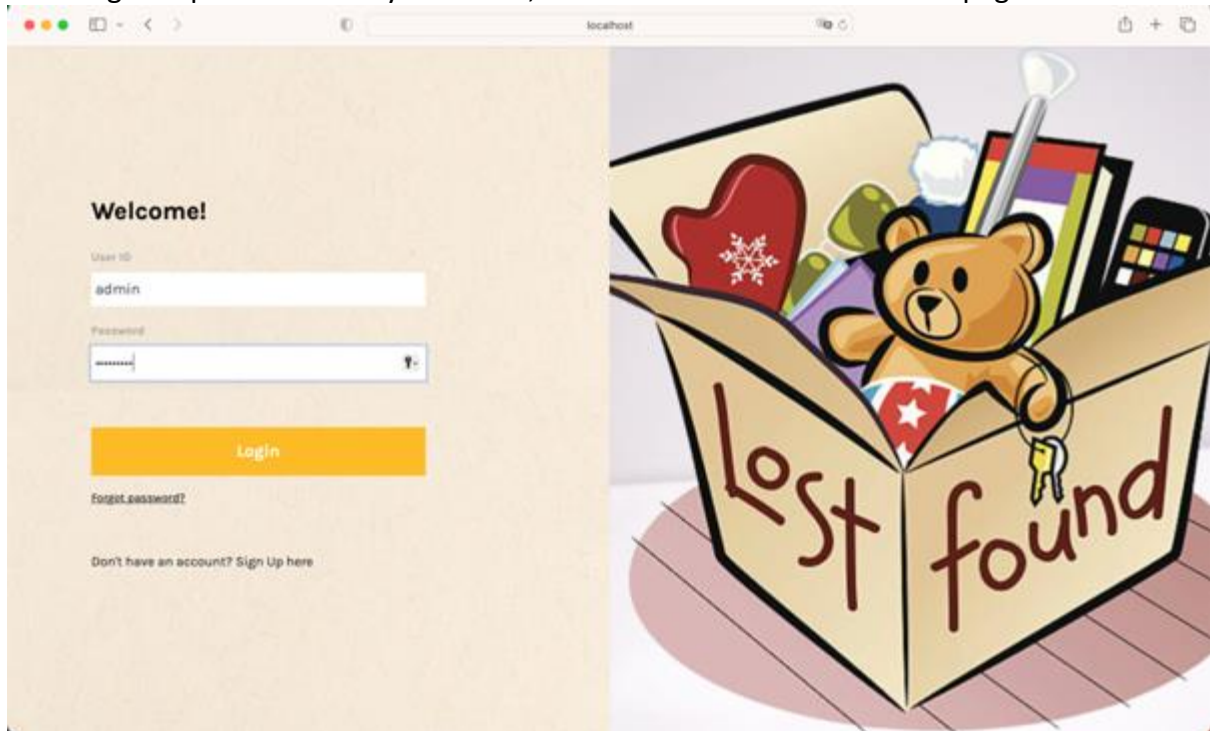 localhost
Welcome!
User ID
admin
Password
Login
Forgot password?
Don't have an account? Sign Up here
Lost
found